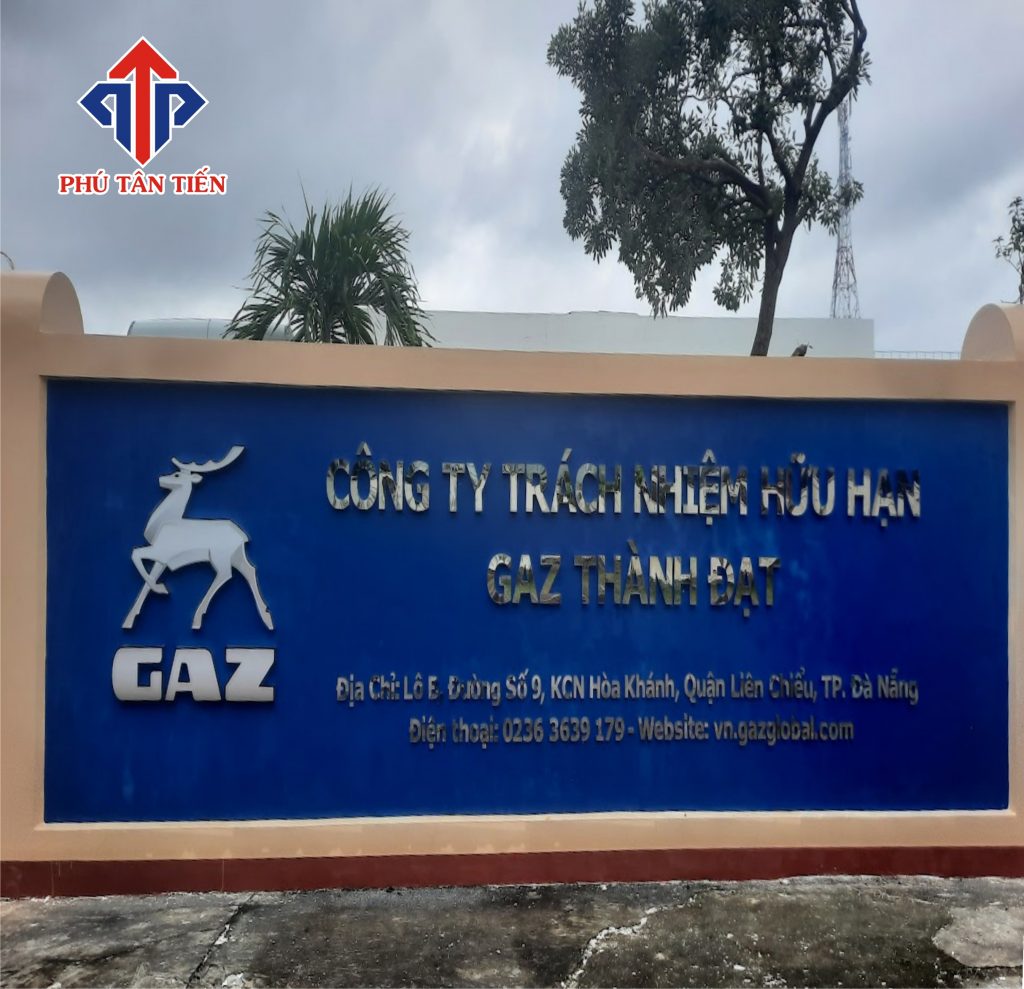 PHÚ TÂN TIẾN
CÔNG TY TRÁCH NHIỆM HỮU HẠN
GAZ THÀNH ĐẠT
GAZ
Địa Chỉ: Lô B, Đường Số 9, KCN Hòa Khánh, Quận Liên Chiểu, TP. Đà Nẵng
Điện thoại: 0236 3639 179 - Website: vn.gazglobal.com